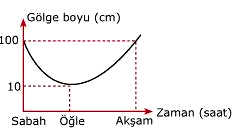 Gölge boyu (cm)
100
10
Sabah Öğle Akşam
Zaman (saat)